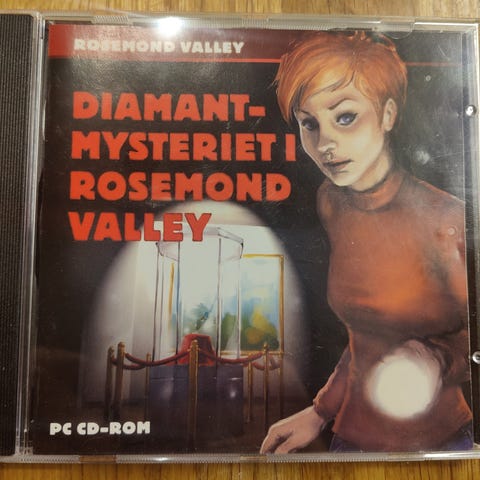 ROSEMOND VALLEY
DIAMANT-
MYSTERIET I
ROSEMOND
VALLEY
PC CD-ROM